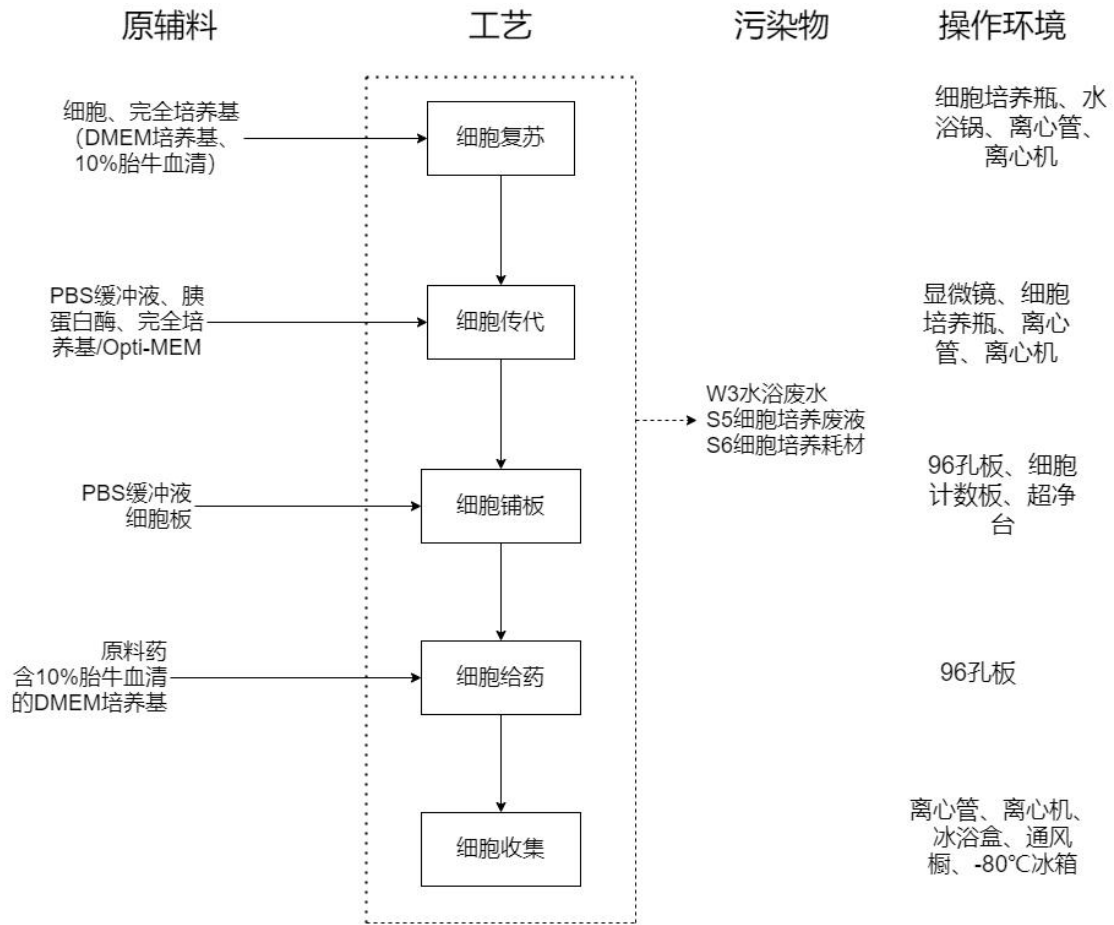 原辅料
工艺
污染物
操作环境
细胞、完全培养基
（DMEM培养基、
10%胎牛血清）
细胞复苏
细胞培养瓶、水
浴锅、离心管、
离心机
PBS缓冲液、胰
蛋白酶、完全培
养基/Opti-MEM
细胞传代
显微镜、细胞
培养瓶、离心
管、离心机
W3水浴废水
S5细胞培养废液
S6细胞培养耗材
PBS缓冲液
细胞板
细胞铺板
96孔板、细胞
计数板、超净
台
原料药
含10%胎牛血清
的DMEM培养基
细胞给药
96孔板
细胞收集
离心管、离心机、
冰浴盒、通风
橱、-80℃冰箱